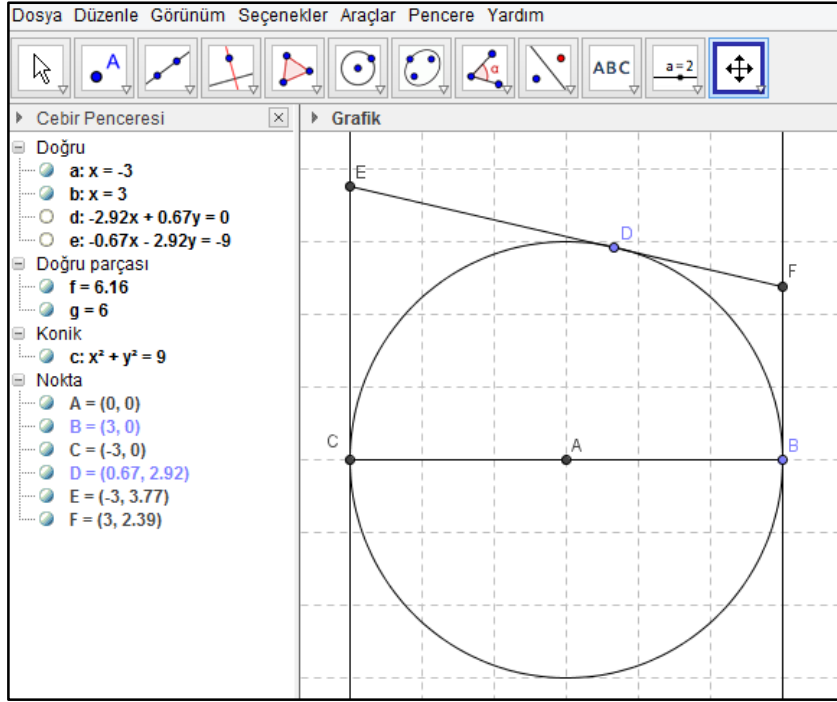 Dosya Düzenle Görünüm Seçenekler Araçlar Pencere Yardım
A
α
ABC
a=2
Cebir Penceresi
Grafik
Doğru
a: x = -3
b: x = 3
d: -2.92x + 0.67y = 0
e: -0.67x - 2.92y = -9
Doğru parçası
f = 6.16
g = 6
Konik
c: x² + y² = 9
Nokta
A = (0, 0)
B = (3, 0)
C = (-3, 0)
D = (0.67, 2.92)
E = (-3, 3.77)
F = (3, 2.39)
E
D
F
C
A
B